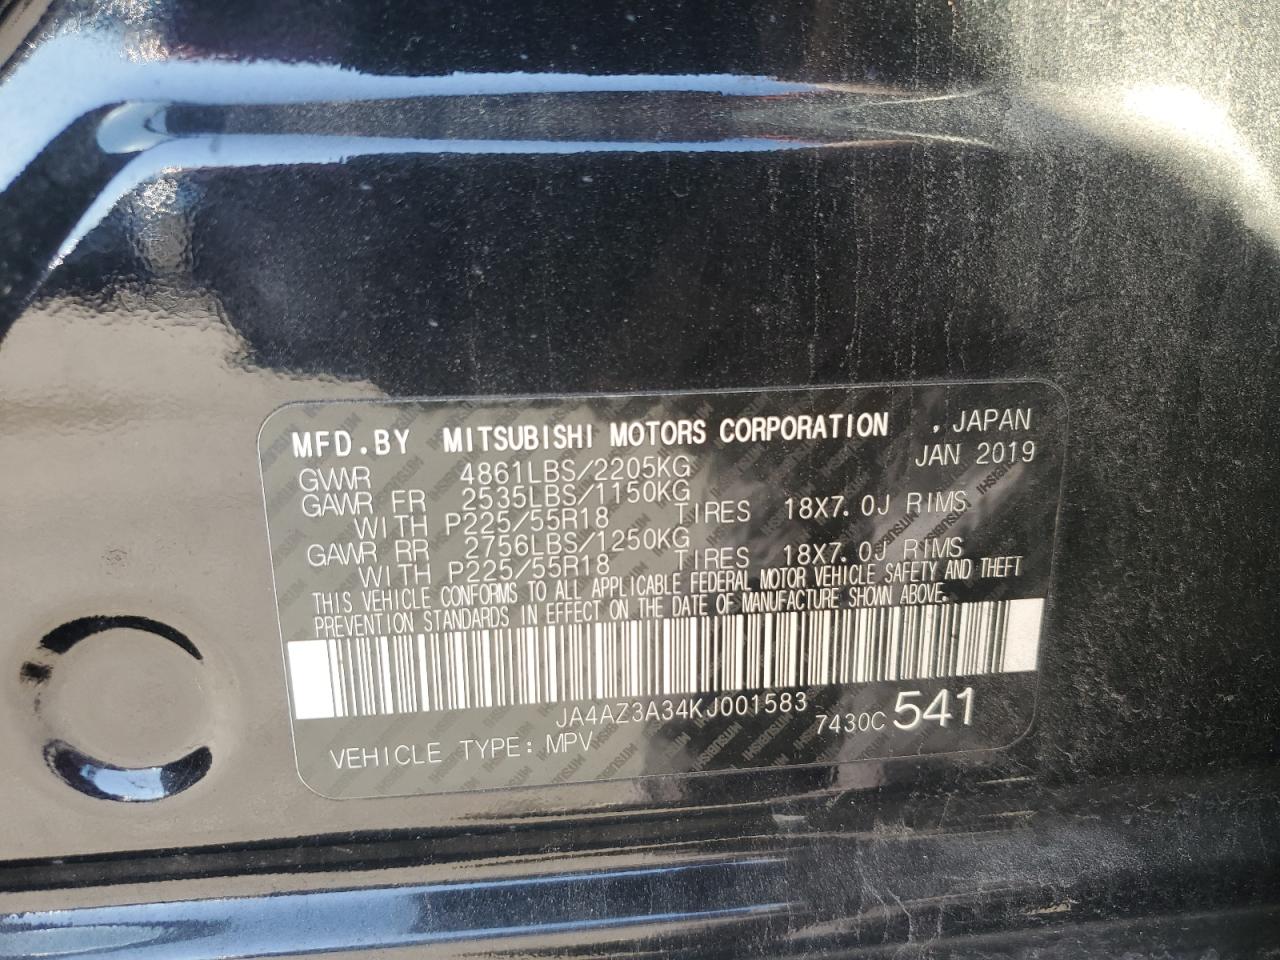 MFD.BY MITSUBISHI MOTORS CORPORATION , JAPAN
JAN 2019
GVWR 4861LBS/2205KG
GAWR FR 2535LBS/1150KG
WITH P225/55R18 TIRES 18X7.0J RIMS
GAWR RR 2756LBS/1250KG
WITH P225/55R18 TIRES 18X7.0J RIMS
THIS VEHICLE CONFORMS TO ALL APPLICABLE FEDERAL MOTOR VEHICLE SAFETY AND THEFT
PREVENTION STANDARDS IN EFFECT ON THE DATE OF MANUFACTURE SHOWN ABOVE.
JA4AZ3A34KJ001583 7430C 541
VEHICLE TYPE: MPV